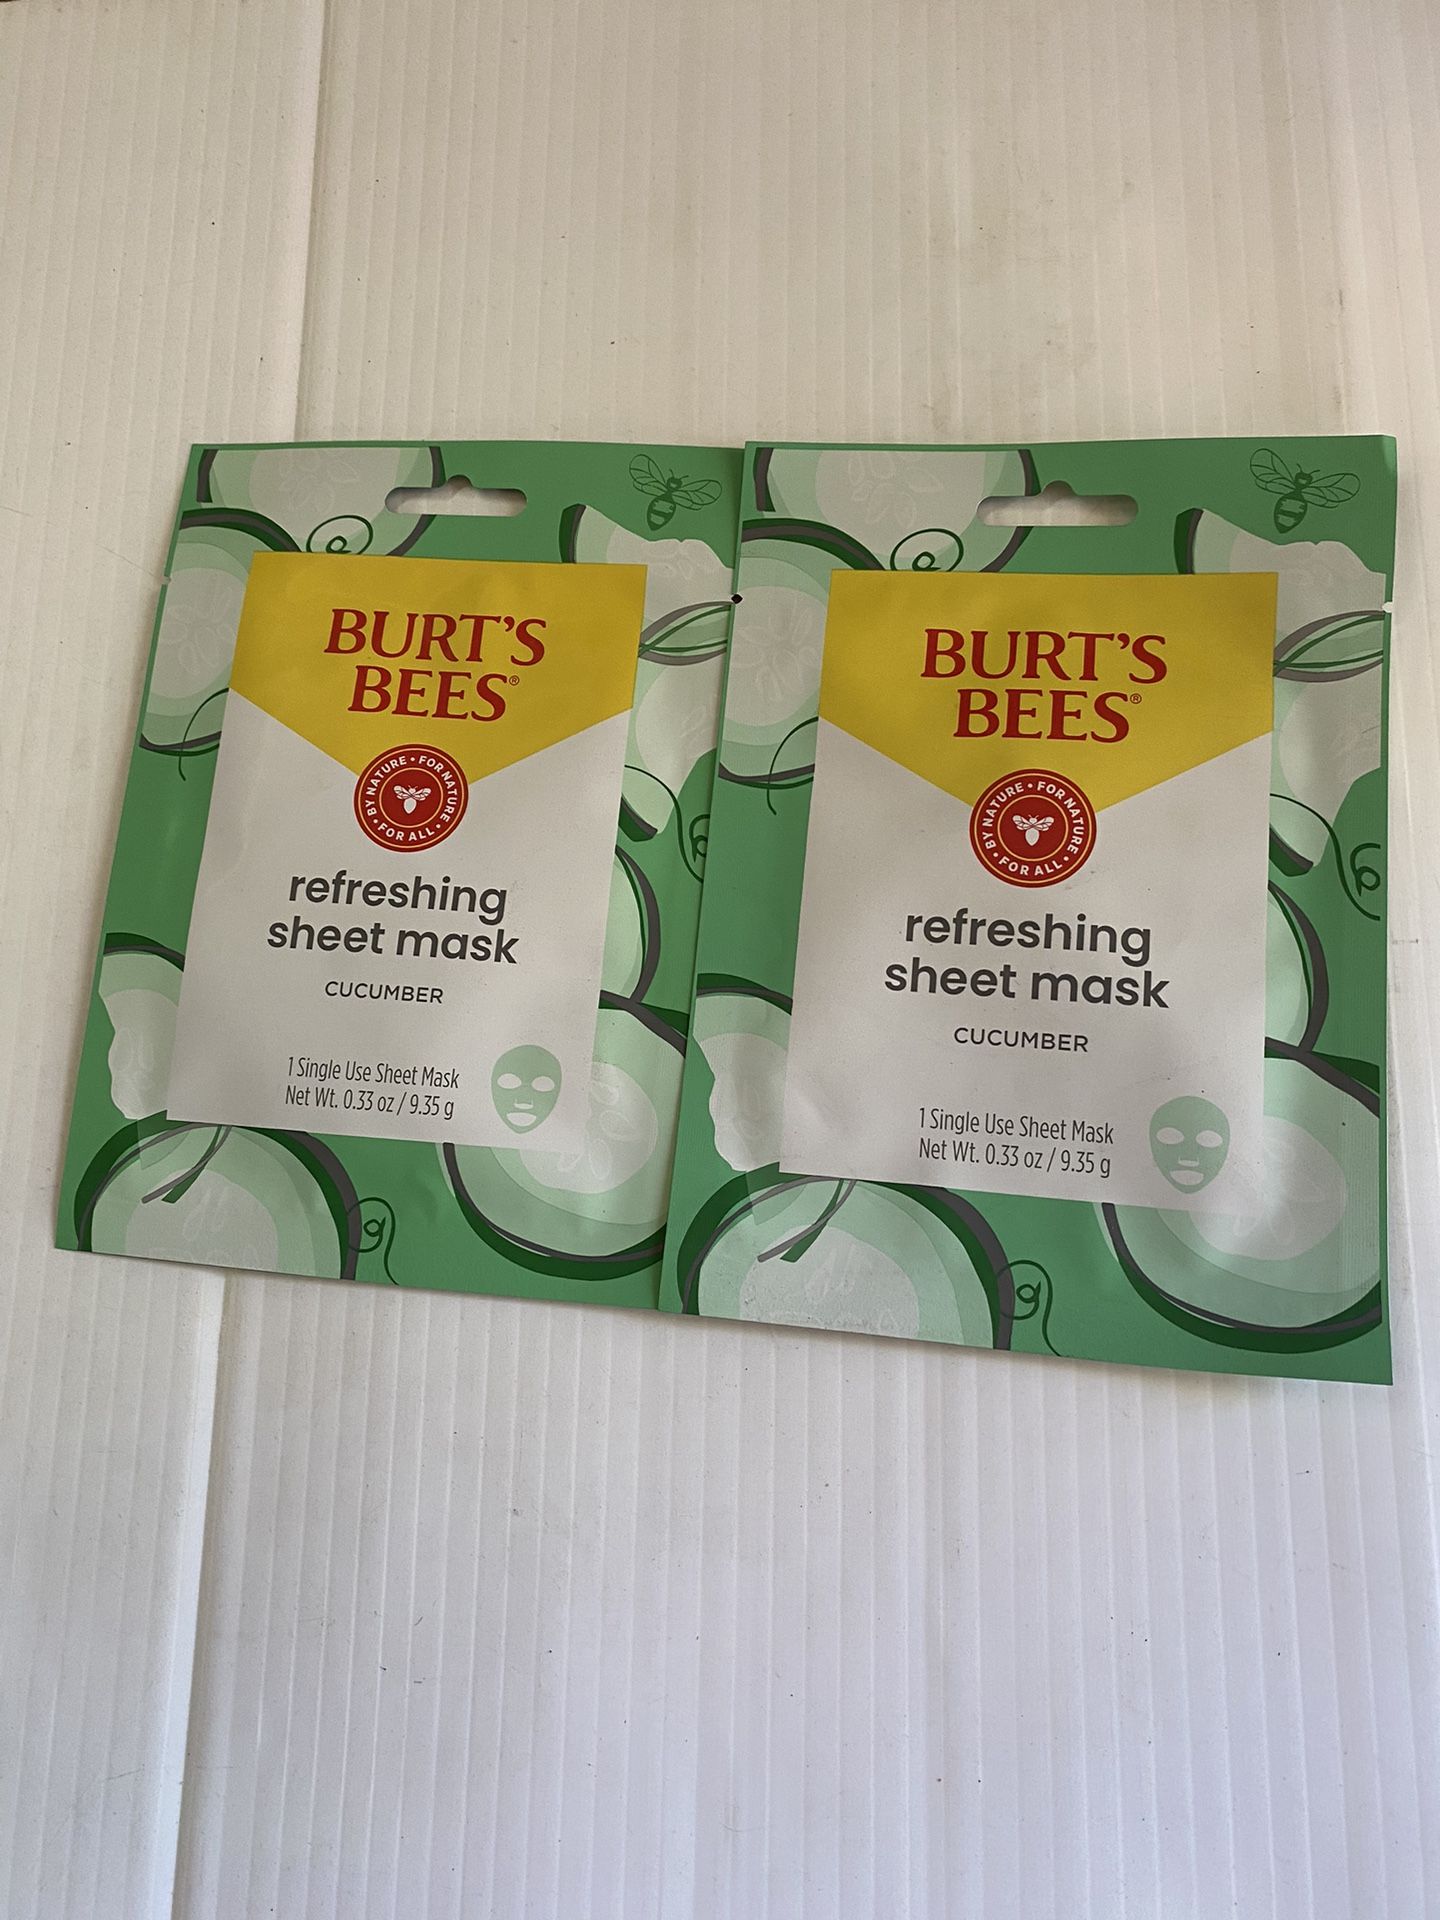 BURT'S
BEES®
BY NATURE • FOR NATURE • FOR ALL •
refreshing
sheet mask
CUCUMBER
1 Single Use Sheet Mask
Net Wt. 0.33 oz / 9.35 g
BURT'S
BEES®
BY NATURE • FOR NATURE • FOR ALL •
refreshing
sheet mask
CUCUMBER
1 Single Use Sheet Mask
Net Wt. 0.33 oz / 9.35 g